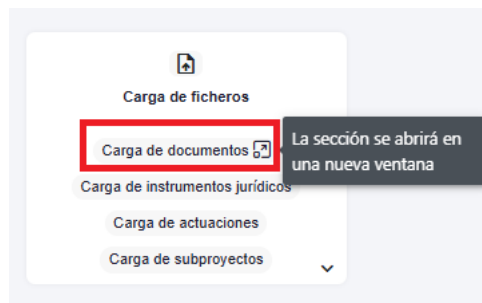 Carga de ficheros
Carga de documentos
La sección se abrirá en
una nueva ventana
Carga de instrumentos jurídicos
Carga de actuaciones
Carga de subproyectos